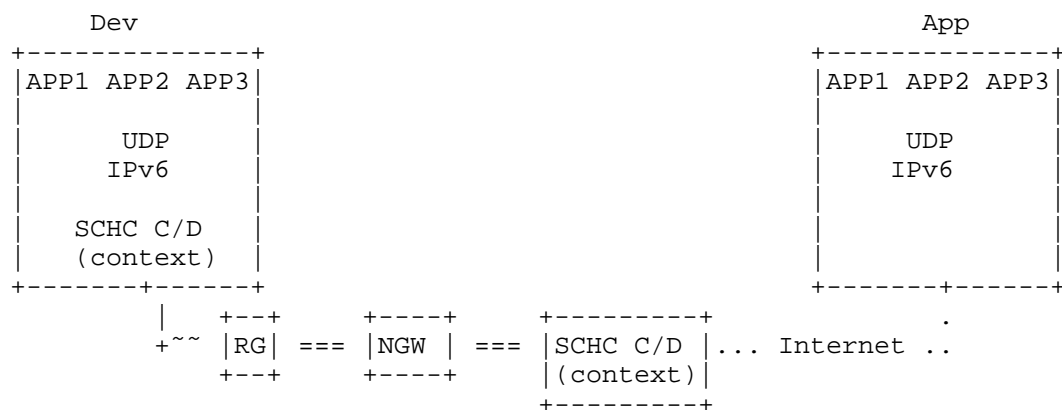 Dev App
APP1 APP2 APP3 APP1 APP2 APP3
UDP UDP
IPv6 IPv6
SCHC C/D
(context)
+~~ |RG| === |NGW | === |SCHC C/D |... Internet ..
|(context)|